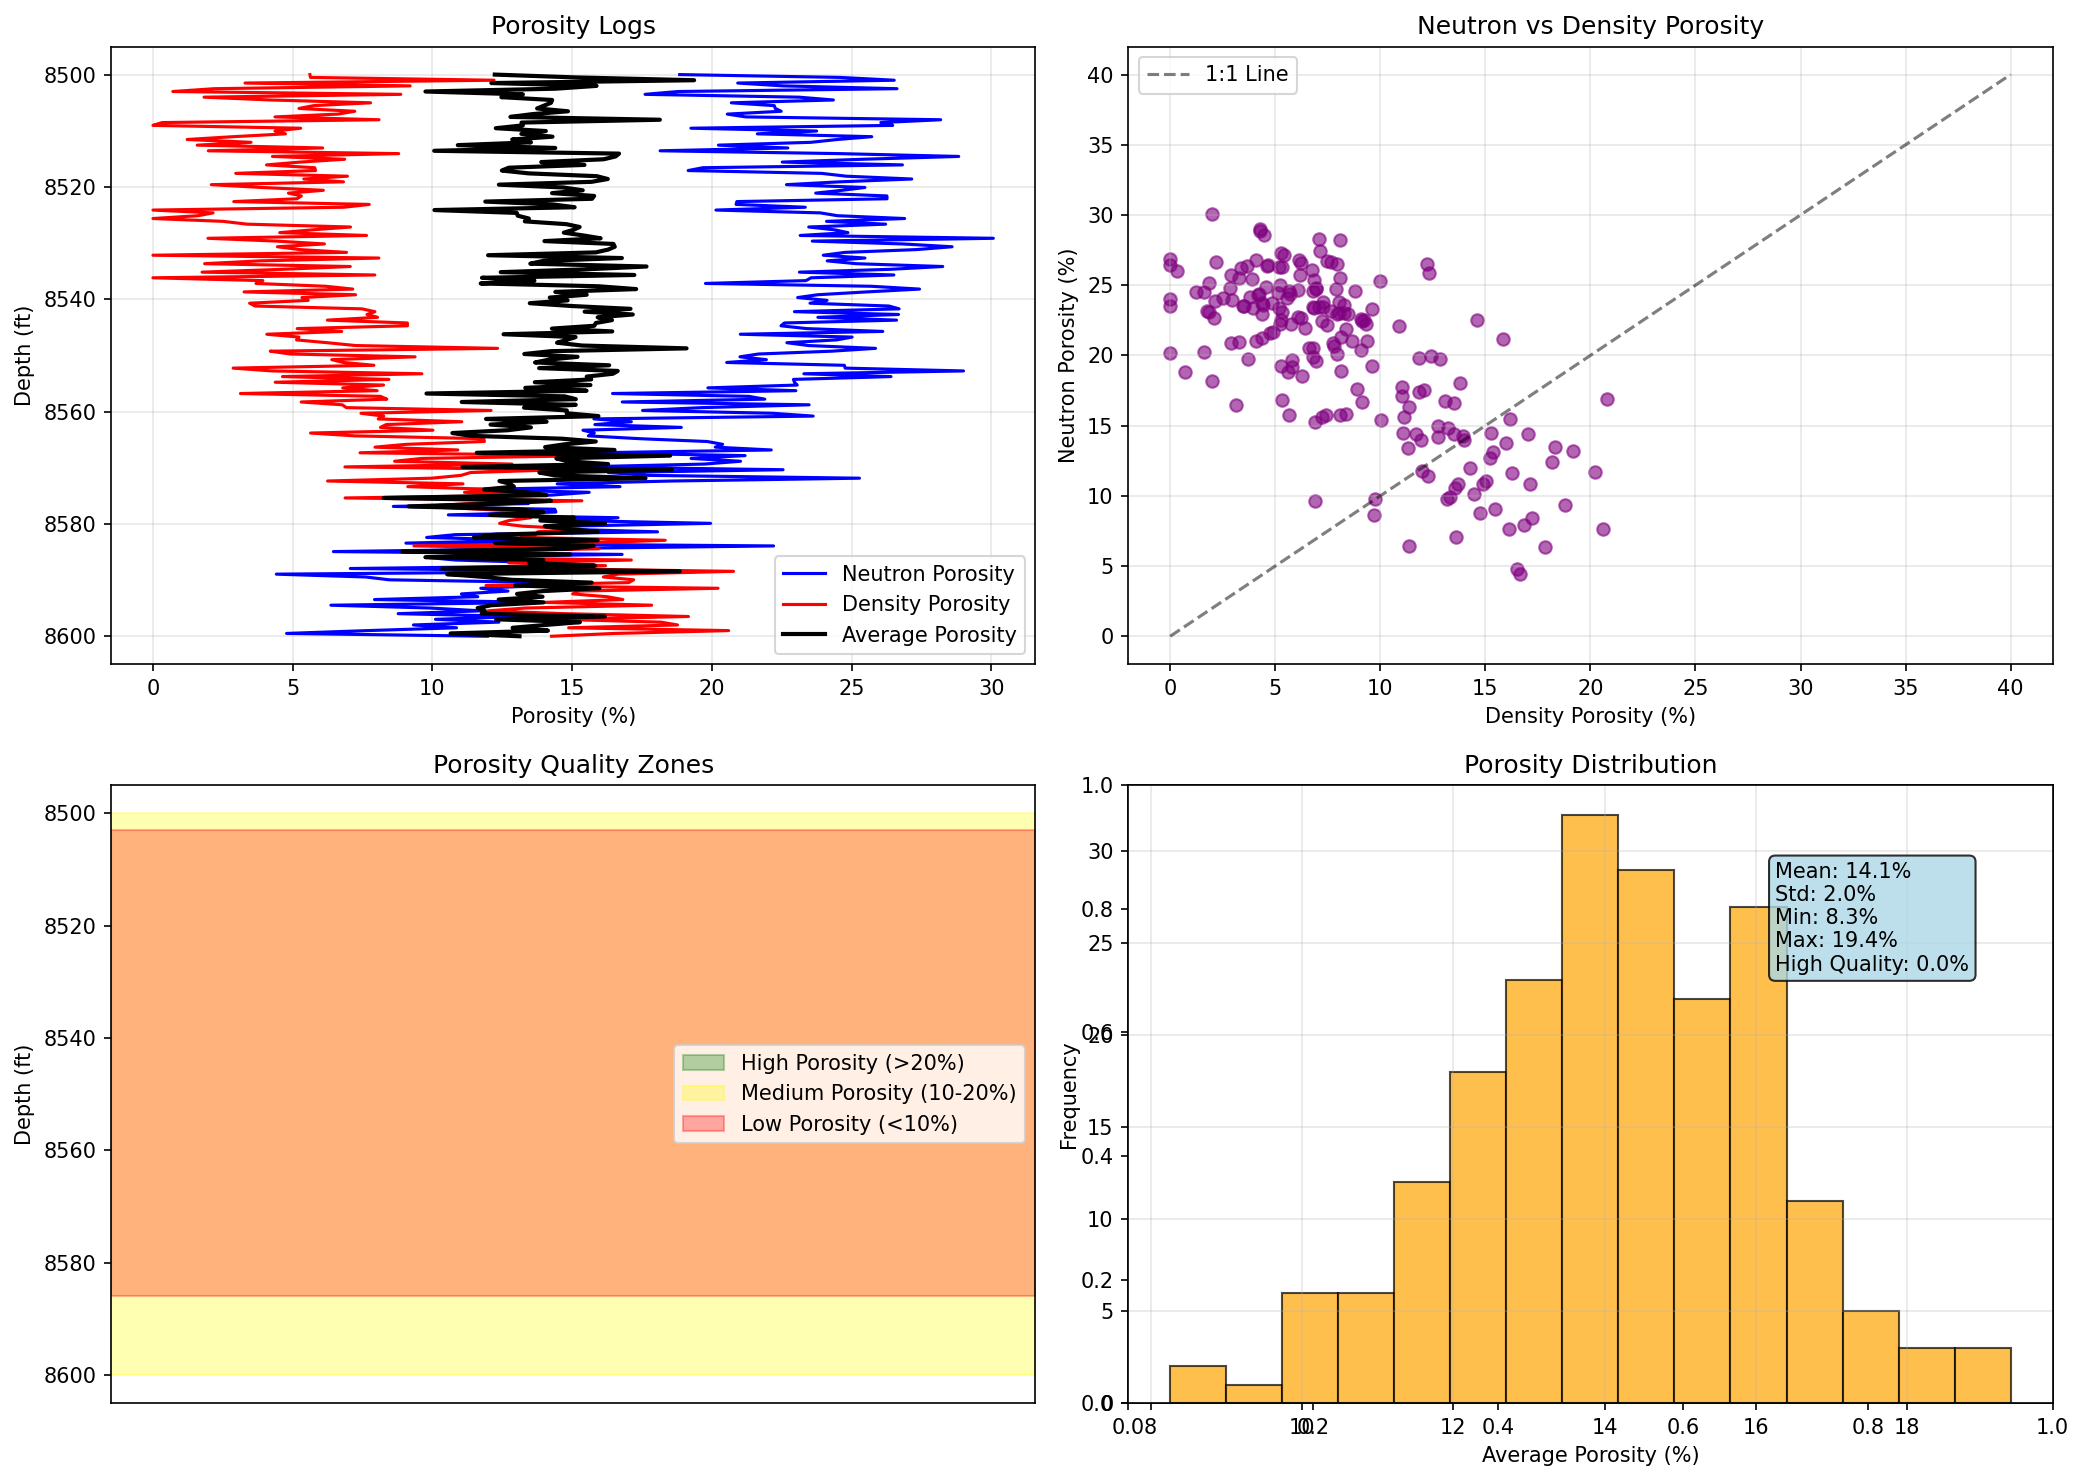 Porosity Logs
8500
8520
8540
8560
8580
8600
Depth (ft)
Neutron Porosity
Density Porosity
Average Porosity
0 5 10 15 20 25 30
Porosity (%)
Neutron vs Density Porosity
1:1 Line
40
35
30
25
20
15
10
5
0
Neutron Porosity (%)
0 5 10 15 20 25 30 35 40
Density Porosity (%)
Porosity Quality Zones
8500
8520
8540
8560
8580
8600
Depth (ft)
High Porosity (>20%)
Medium Porosity (10-20%)
Low Porosity (<10%)
Porosity Distribution
1.0
30
0.8
25
0.6
20
15
0.4
10
0.2
5
0.0
0
Frequency
Mean: 14.1%
Std: 2.0%
Min: 8.3%
Max: 19.4%
High Quality: 0.0%
0.0 8 10 0.2 12 0.4 14 0.6 16 0.8 18 1.0
Average Porosity (%)